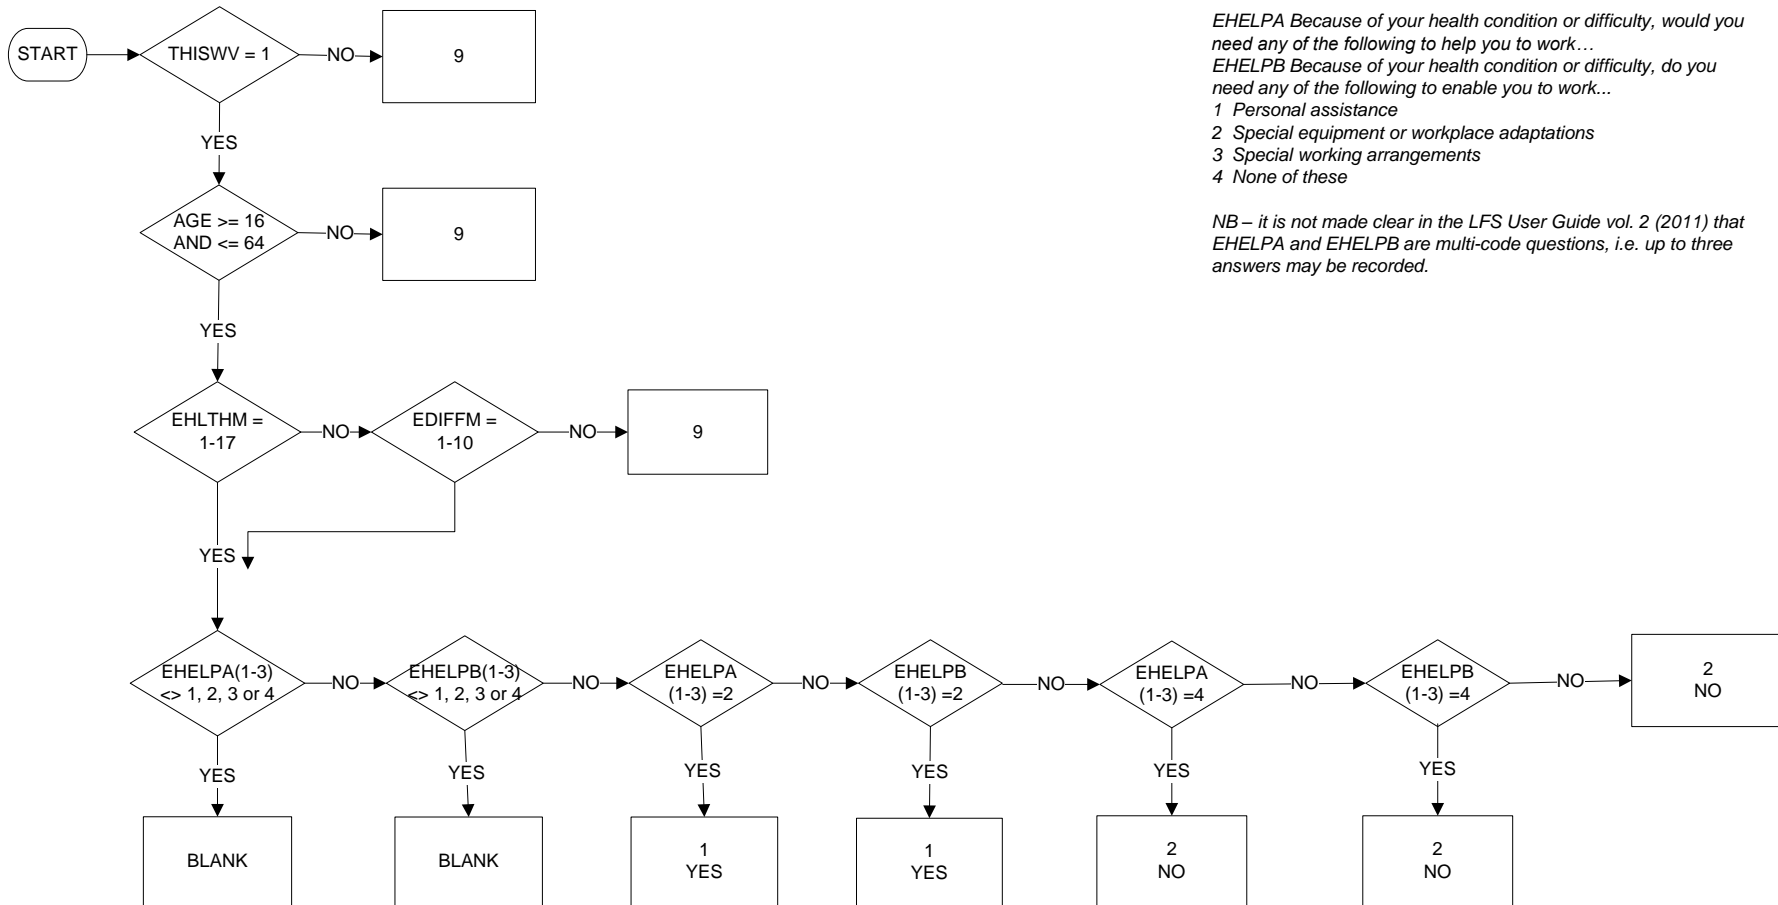 START
THISWV = 1
NO
9
YES
AGE >= 16
AND <= 64
NO
9
YES
EHLTHM =
1-17
NO
EDIFFM =
1-10
NO
9
YES
EHELPA(1-3)
<> 1, 2, 3 or 4
NO
EHELPB(1-3)
<> 1, 2, 3 or 4
NO
EHELPA
(1-3) =2
NO
EHELPB
(1-3) =2
NO
EHELPA
(1-3) =4
NO
EHELPB
(1-3) =4
NO
2
NO
YES
YES
YES
YES
YES
YES
BLANK
BLANK
1
YES
1
YES
2
NO
2
NO
EHELPA Because of your health condition or difficulty, would you
need any of the following to help you to work…
EHELPB Because of your health condition or difficulty, do you
need any of the following to enable you to work...
1 Personal assistance
2 Special equipment or workplace adaptations
3 Special working arrangements
4 None of these
NB – it is not made clear in the LFS User Guide vol. 2 (2011) that
EHELPA and EHELPB are multi-code questions, i.e. up to three
answers may be recorded.